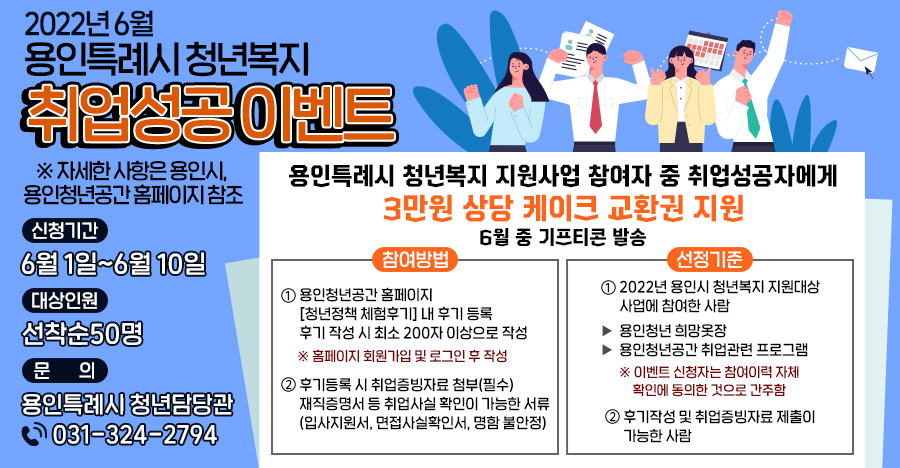 2022년 6월
용인특례시 청년복지
취업성공 이벤트
※ 자세한 사항은 용인시,
용인청년공간 홈페이지 참조
신청기간
6월 1일~6월 10일
대상인원
선착순50명
문 의
용인특례시 청년담당관
031-324-2794
용인특례시 청년복지 지원사업 참여자 중 취업성공자에게
3만원 상당 케이크 교환권 지원
6월 중 기프티콘 발송
참여방법
① 용인청년공간 홈페이지
[청년정책 체험후기] 내 후기 등록
후기 작성 시 최소 200자 이상으로 작성
※ 홈페이지 회원가입 및 로그인 후 작성
② 후기등록 시 취업증빙자료 첨부(필수)
재직증명서 등 취업사실 확인이 가능한 서류
(입사지원서, 면접사실확인서, 명함 불안정)
선정기준
① 2022년 용인시 청년복지 지원대상
사업에 참여한 사람
▶ 용인청년 희망옷장
▶ 용인청년공간 취업관련 프로그램
※ 이벤트 신청자는 참여이력 자체
확인에 동의한 것으로 간주함
② 후기작성 및 취업증빙자료 제출이
가능한 사람